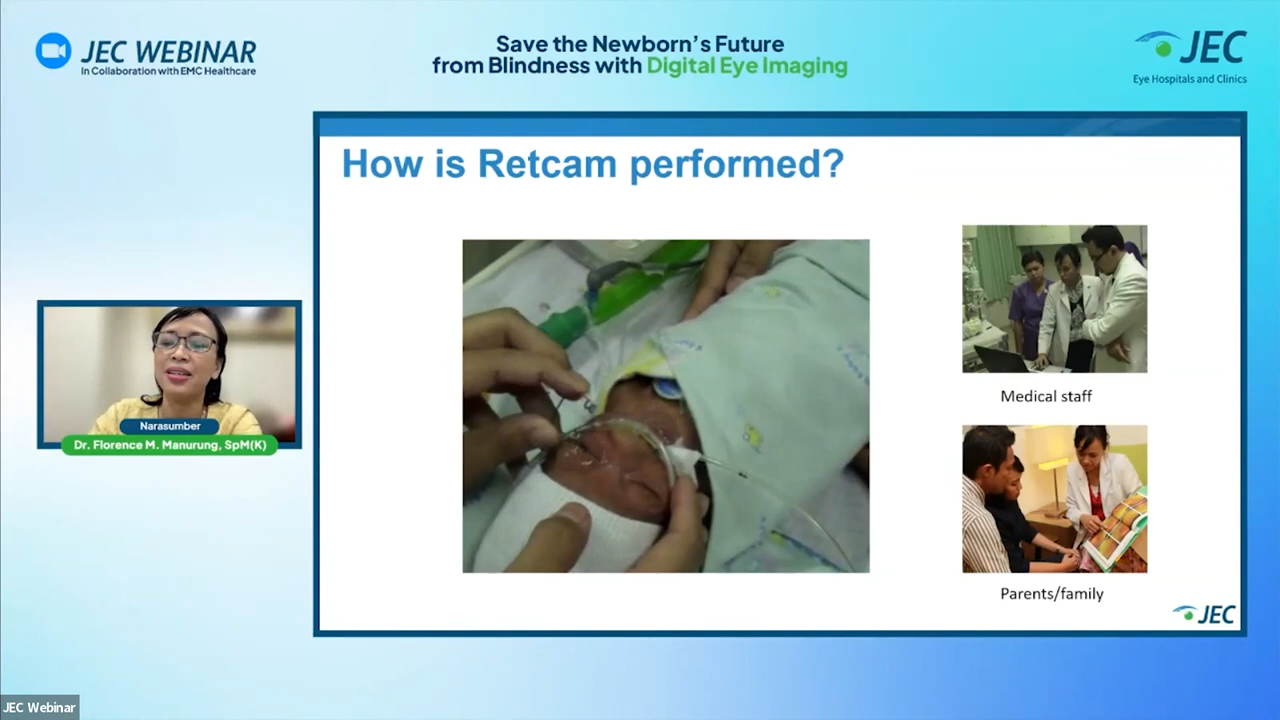 JEC WEBINAR
In Collaboration with EMC Healthcare
Save the Newborn's Future
from Blindness with Digital Eye Imaging
JEC
Eye Hospitals and Clinics
How is Retcam performed?
Medical staff
Parents/family
JEC
Narasumber
Dr. Florence M. Manurung, SpM(K)
JEC Webinar